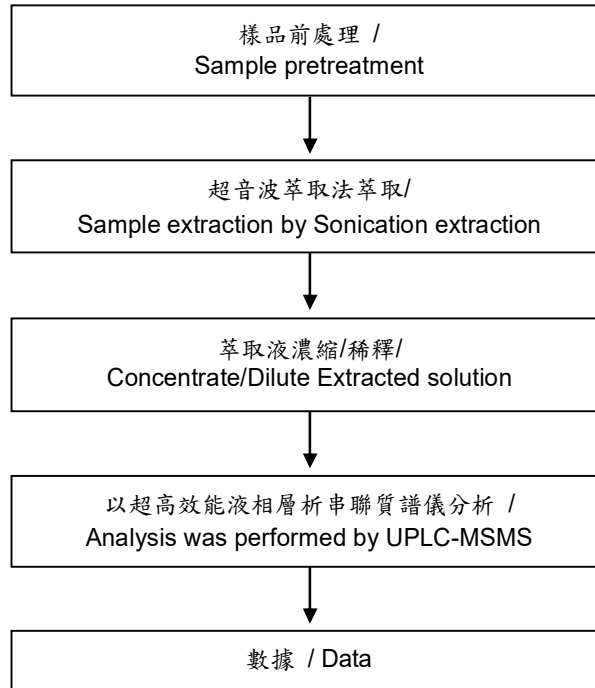 樣品前處理 /
Sample pretreatment
超音波萃取法萃取/
Sample extraction by Sonication extraction
萃取液濃縮/稀釋/
Concentrate/Dilute Extracted solution
以超高效能液相層析串聯質譜儀分析 /
Analysis was performed by UPLC-MSMS
數據 / Data